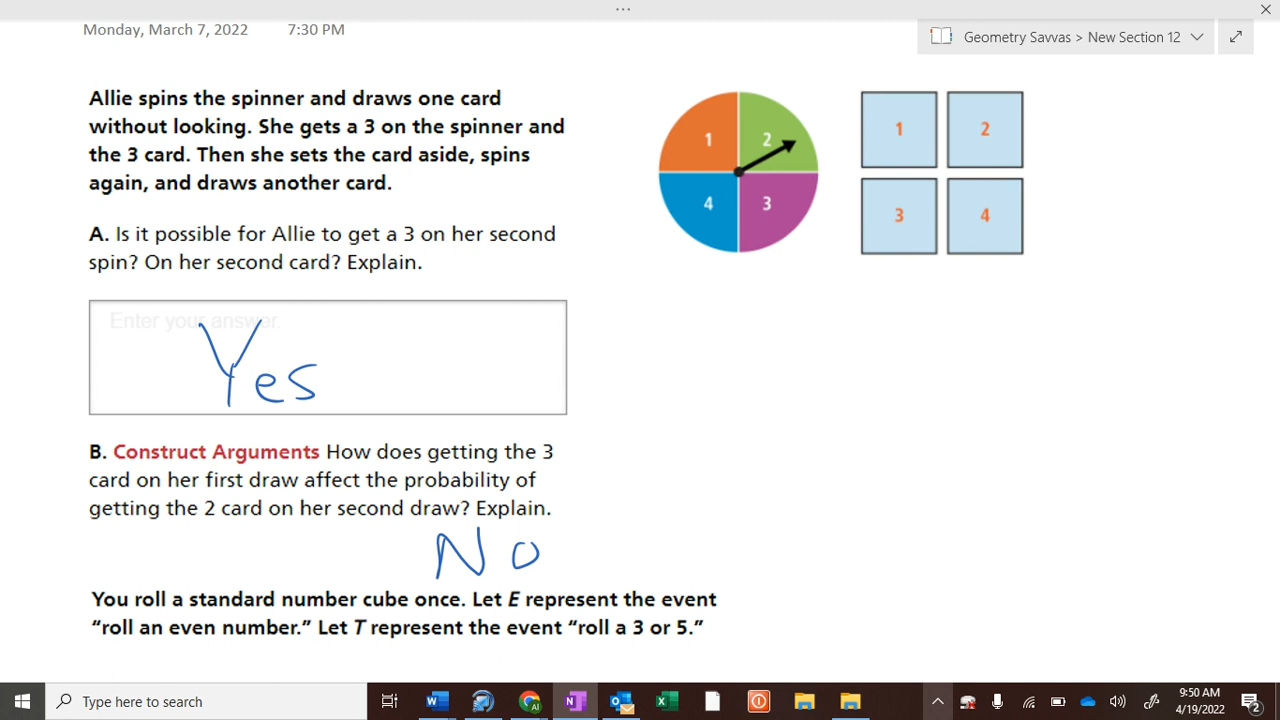 ...
Monday, March 7, 2022 7:30 PM
Geometry Savvas > New Section 12
Allie spins the spinner and draws one card
without looking. She gets a 3 on the spinner and
the 3 card. Then she sets the card aside, spins
again, and draws another card.
1 2
4 3
1 2
3 4
A. Is it possible for Allie to get a 3 on her second
spin? On her second card? Explain.
Enter your answer.
Yes
B. Construct Arguments How does getting the 3
card on her first draw affect the probability of
getting the 2 card on her second draw? Explain.
No
You roll a standard number cube once. Let E represent the event
“roll an even number.” Let T represent the event “roll a 3 or 5.”
Type here to search
9:50 AM
4/19/2022
2